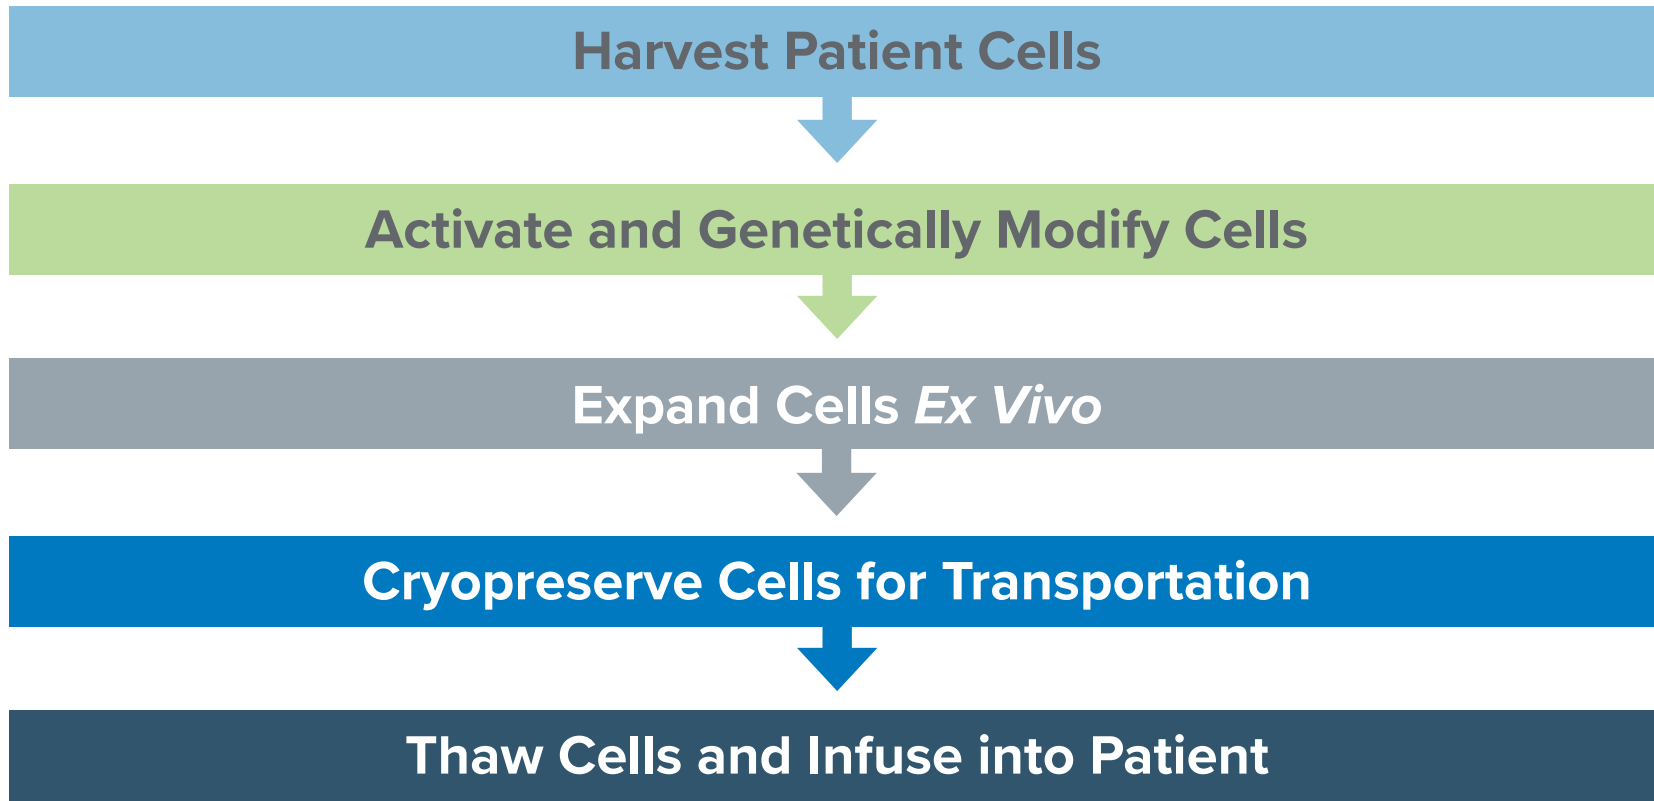 Harvest Patient Cells
Activate and Genetically Modify Cells
Expand Cells Ex Vivo
Cryopreserve Cells for Transportation
Thaw Cells and Infuse into Patient